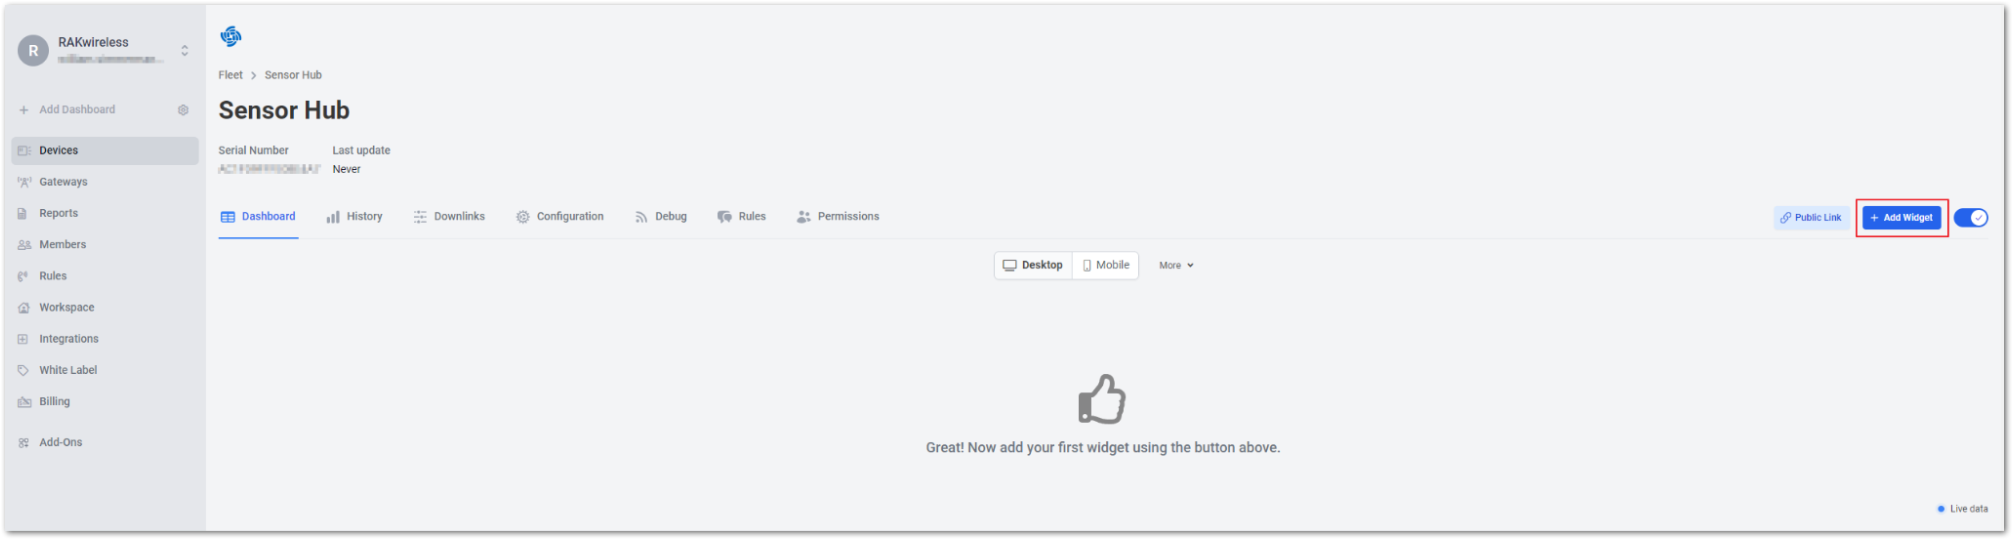 R
RAKwireless
Add Dashboard
Devices
Gateways
Reports
Members
Rules
Workspace
Integrations
White Label
Billing
Add-Ons
Fleet > Sensor Hub
Sensor Hub
Serial Number Last update
Never
Dashboard History Downlinks Configuration Debug Rules Permissions Public Link + Add Widget
Desktop Mobile More
Great! Now add your first widget using the button above.
Live data